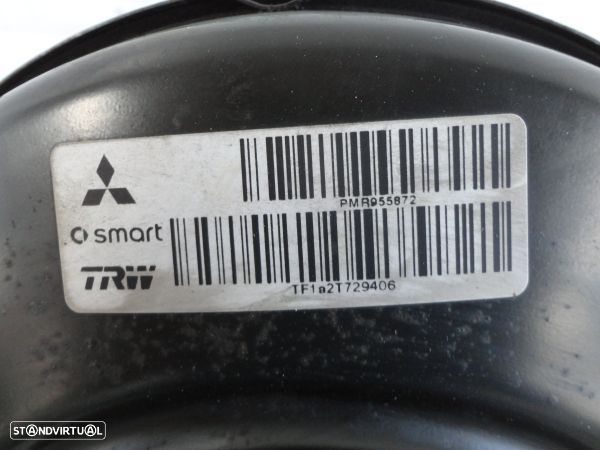 PMR955872
smart
TRW
TF1a2T729406
STANDVIRTUAL